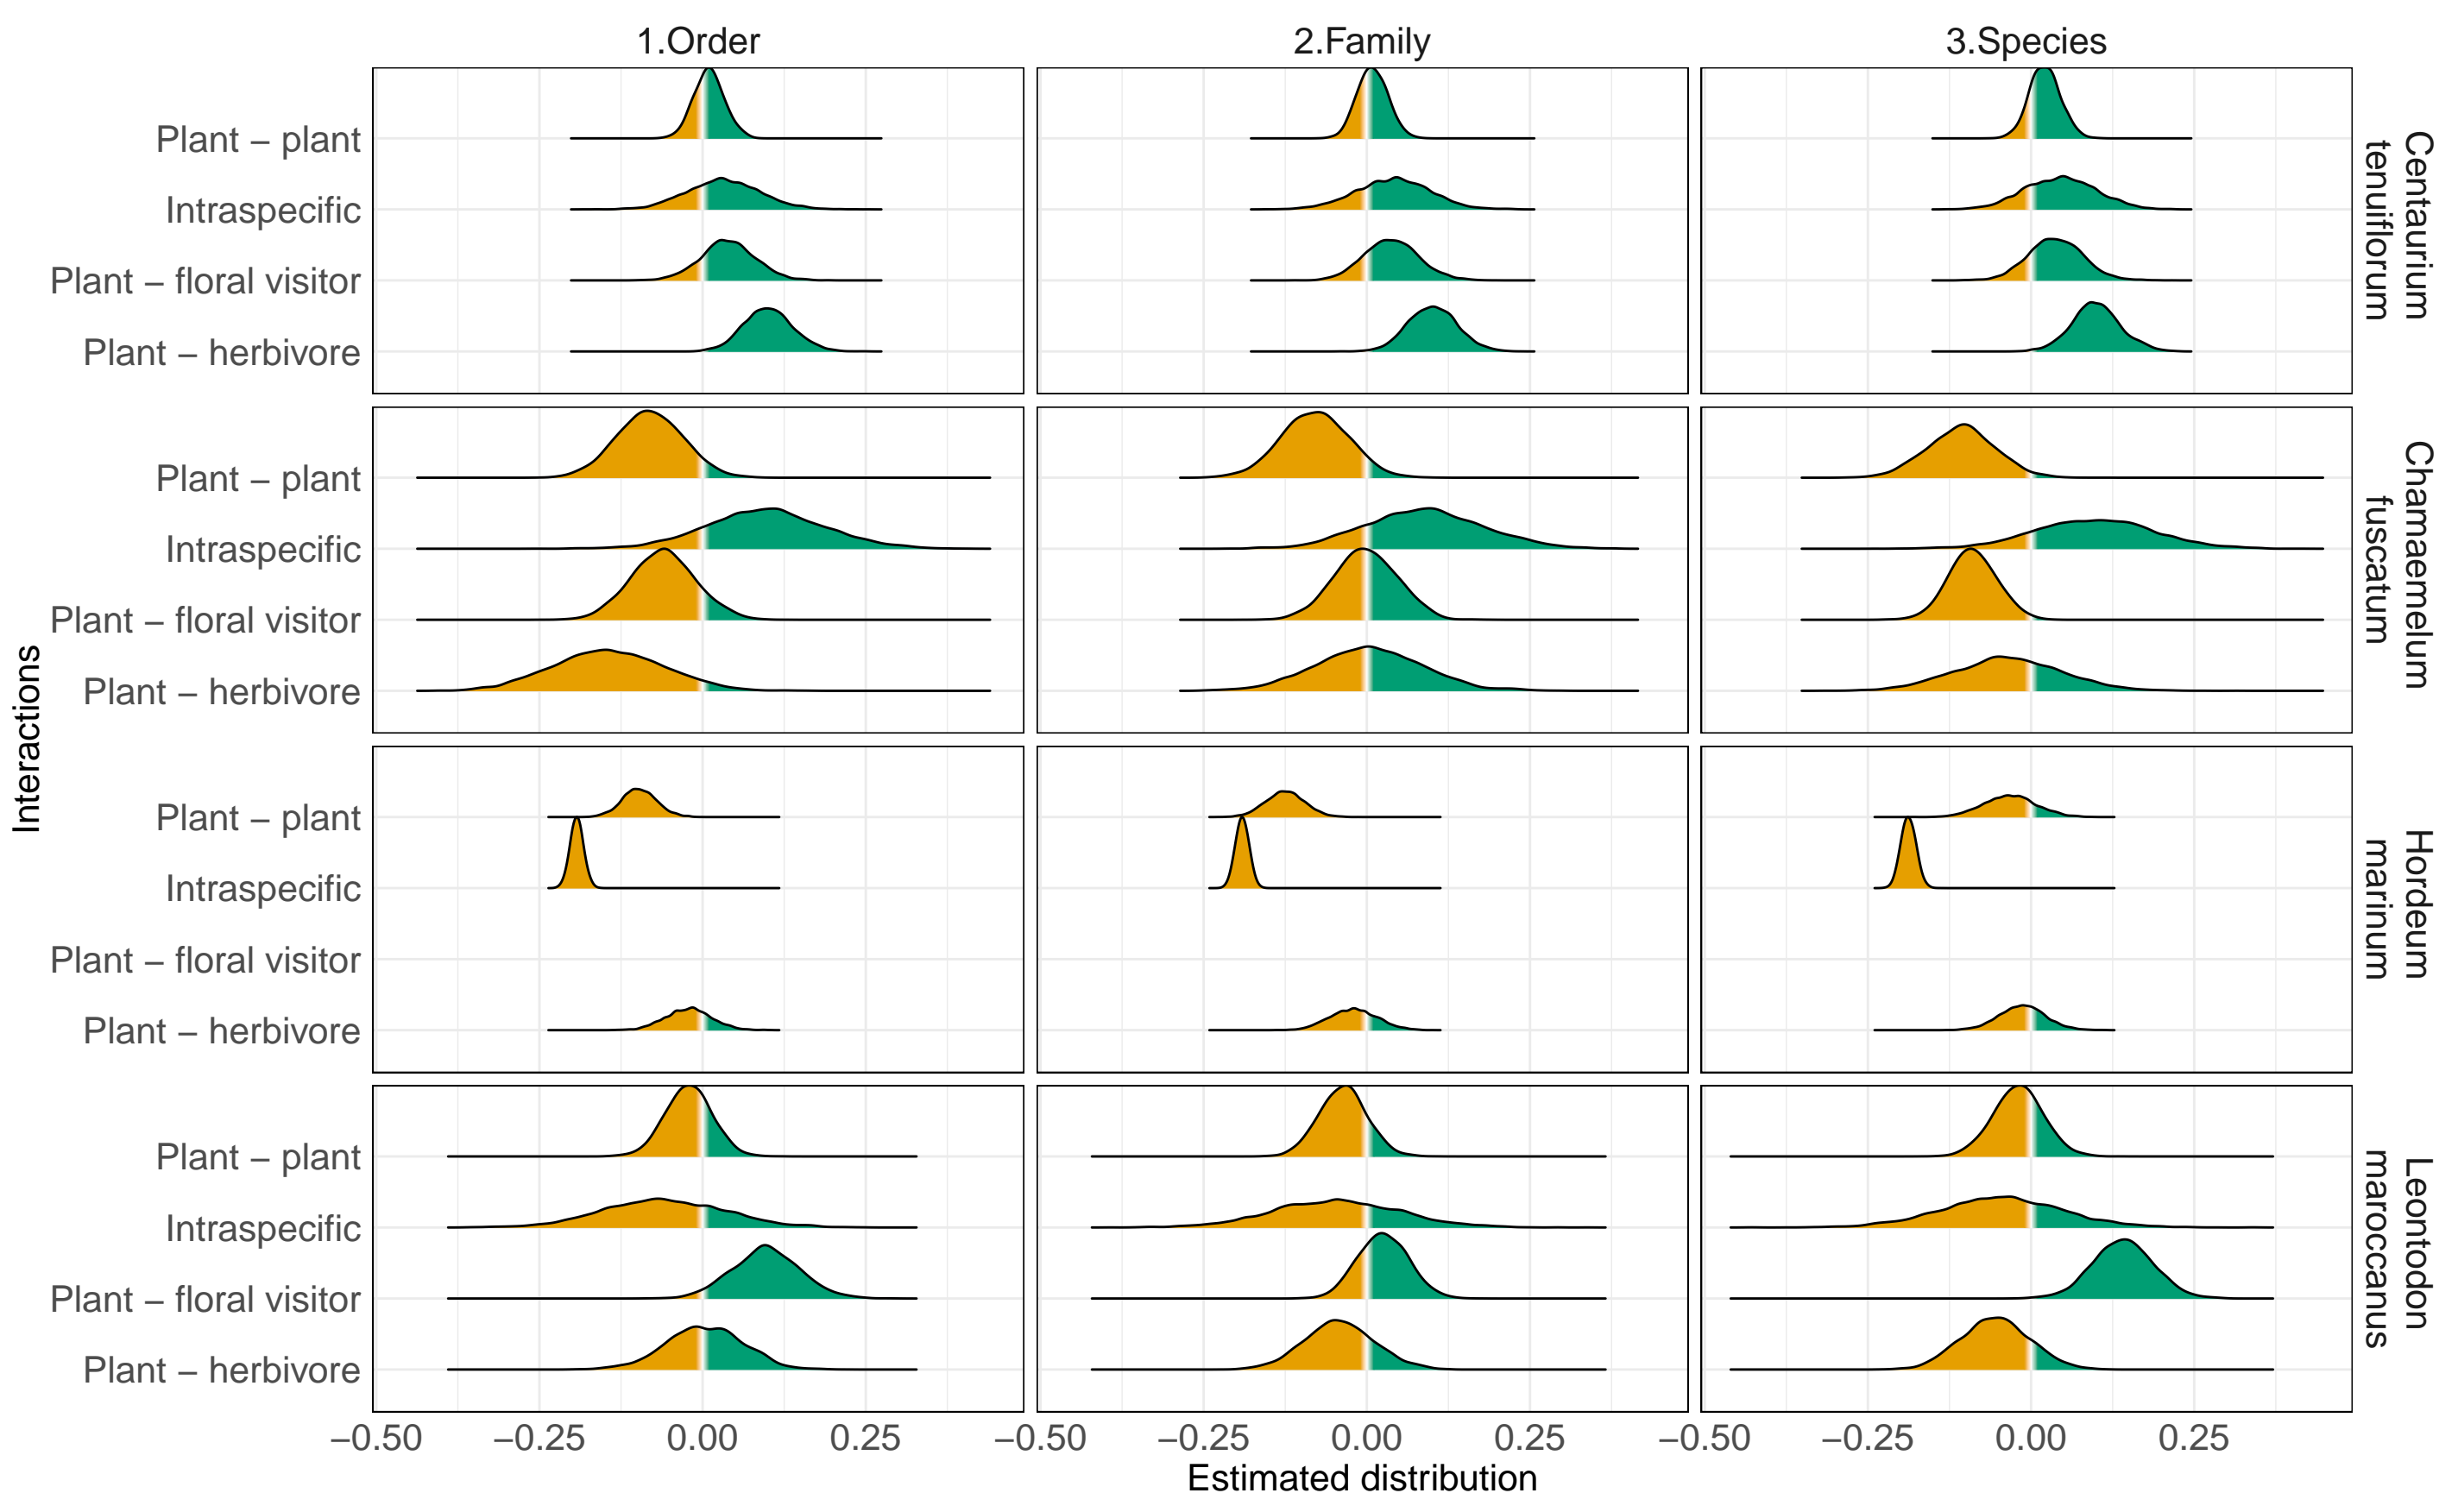 1.Order
2.Family
3.Species
Interactions
Plant – plant
Intraspecific
Plant – floral visitor
Plant – herbivore
Centaurium
tenuiflorum
Plant – plant
Intraspecific
Plant – floral visitor
Plant – herbivore
Chamaemelum
fuscatum
Plant – plant
Intraspecific
Plant – floral visitor
Plant – herbivore
Hordeum
marinum
Plant – plant
Intraspecific
Plant – floral visitor
Plant – herbivore
Leontodon
maroccanus
−0.50 −0.25 0.00 0.25 −0.50 −0.25 0.00 0.25 −0.50 −0.25 0.00 0.25
Estimated distribution